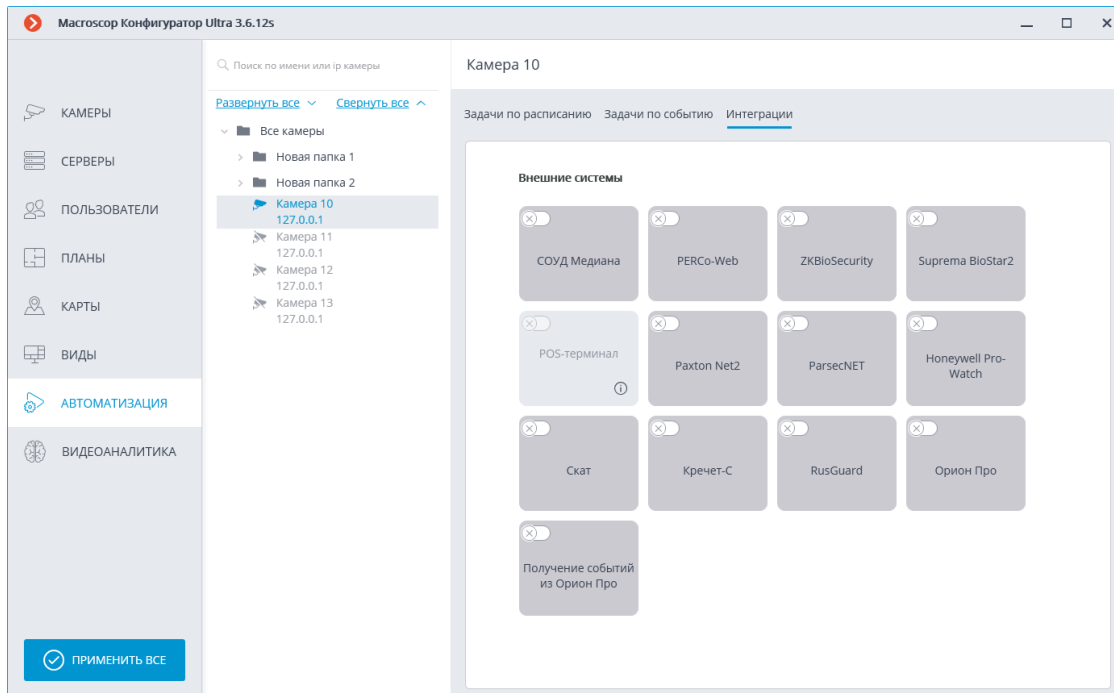 Macroscop Конфигуратор Ultra 3.6.12s
КАМЕРЫ
СЕРВЕРЫ
ПОЛЬЗОВАТЕЛИ
ПЛАНЫ
КАРТЫ
ВИДЫ
АВТОМАТИЗАЦИЯ
ВИДЕОАНАЛИТИКА
ПРИМЕНИТЬ ВСЕ
Поиск по имени или ip камеры
Развернуть все Свернуть все
Все камеры
Новая папка 1
Новая папка 2
Камера 10
127.0.0.1
Камера 11
127.0.0.1
Камера 12
127.0.0.1
Камера 13
127.0.0.1
Камера 10
Задачи по расписанию Задачи по событию Интеграции
Внешние системы
СОУД Медиана
PERCo-Web
ZKBioSecurity
Suprema BioStar2
POS-терминал
Paxton Net2
ParsecNET
Honeywell Pro-
Watch
Скат
Кречет-С
RusGuard
Орион Про
Получение событий
из Орион Про